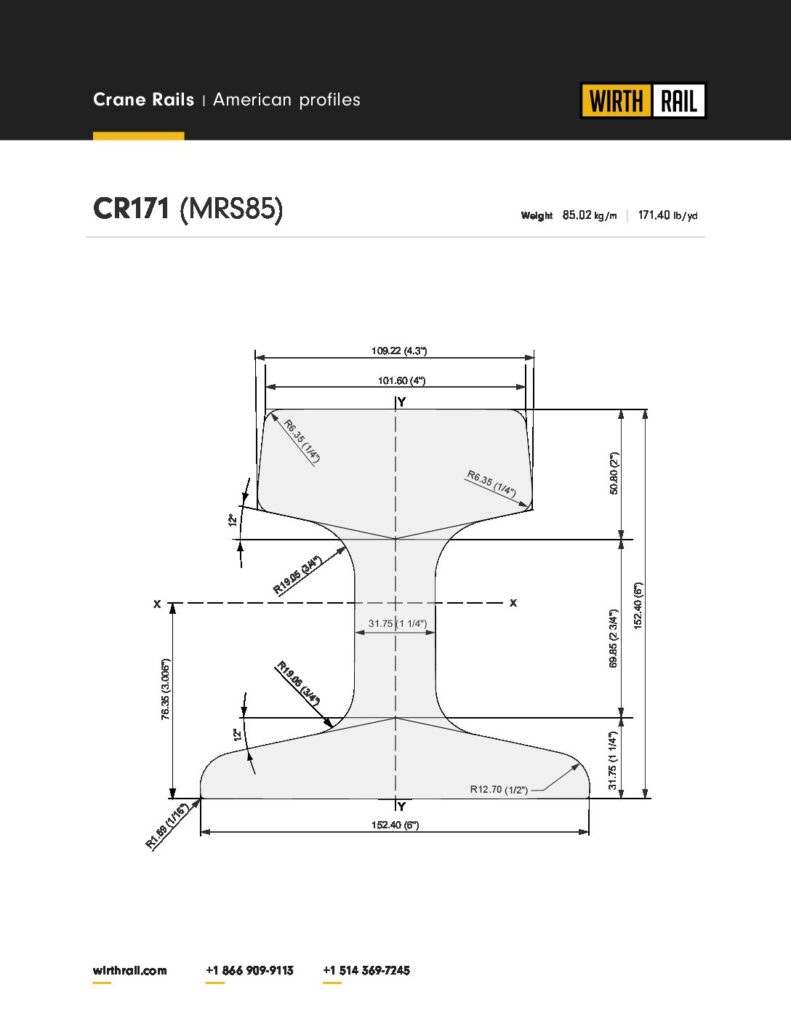 Crane Rails | American profiles
WIRTH RAIL
CR171 (MRS85)
Weight 85.02 kg/m | 171.40 lb/yd
109.22 (4.3")
101.60 (4")
Y
R6.35 (1/4")
R6.35 (1/4")
50.80 (2")
12°
R19.05 (3/4")
152.40 (6")
X
X
31.75 (1 1/4")
69.85 (2 3/4")
76.35 (3.006")
R19.05 (3/4")
12°
31.75 (1 1/4")
R12.70 (1/2")
Y
R1.59 (1/16")
152.40 (6")
wirthrail.com
+1 866 909-9113
+1 514 369-7245